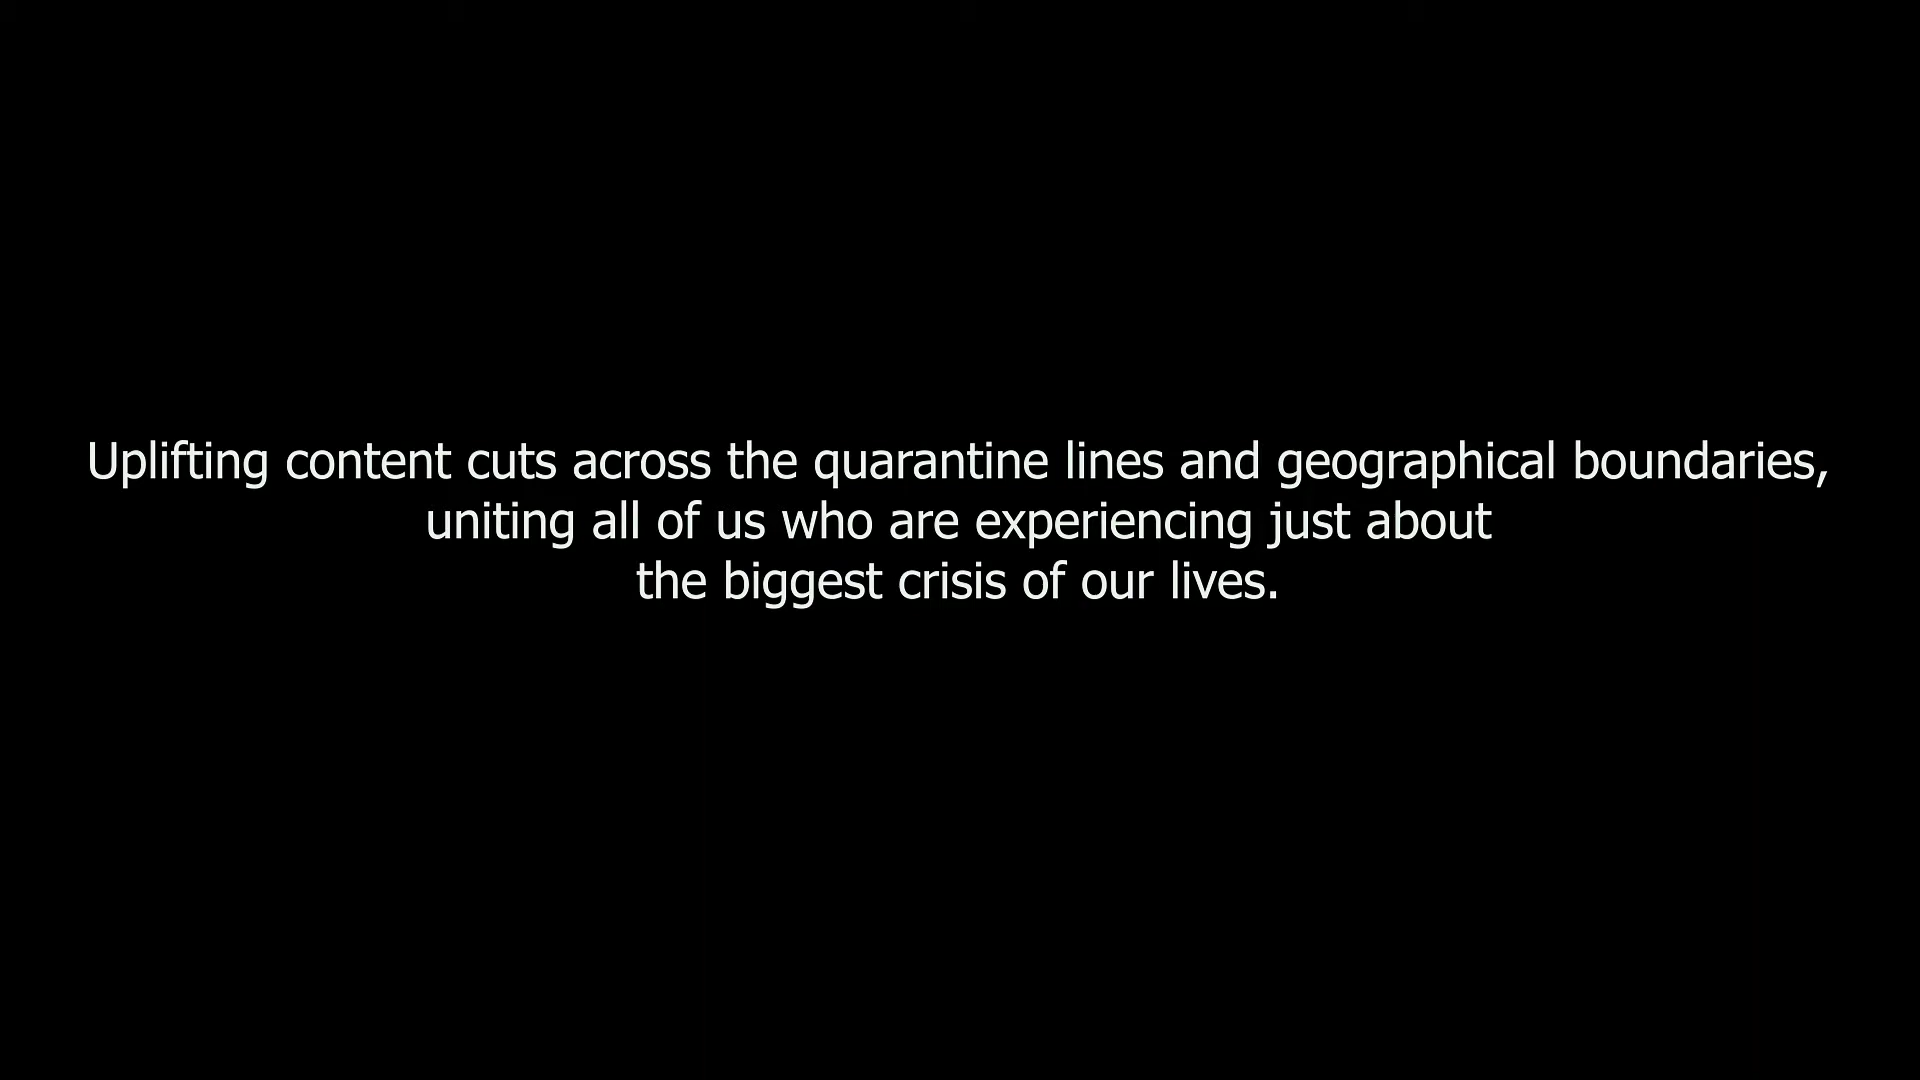 Uplifting content cuts across the quarantine lines and geographical boundaries,
uniting all of us who are experiencing just about
the biggest crisis of our lives.